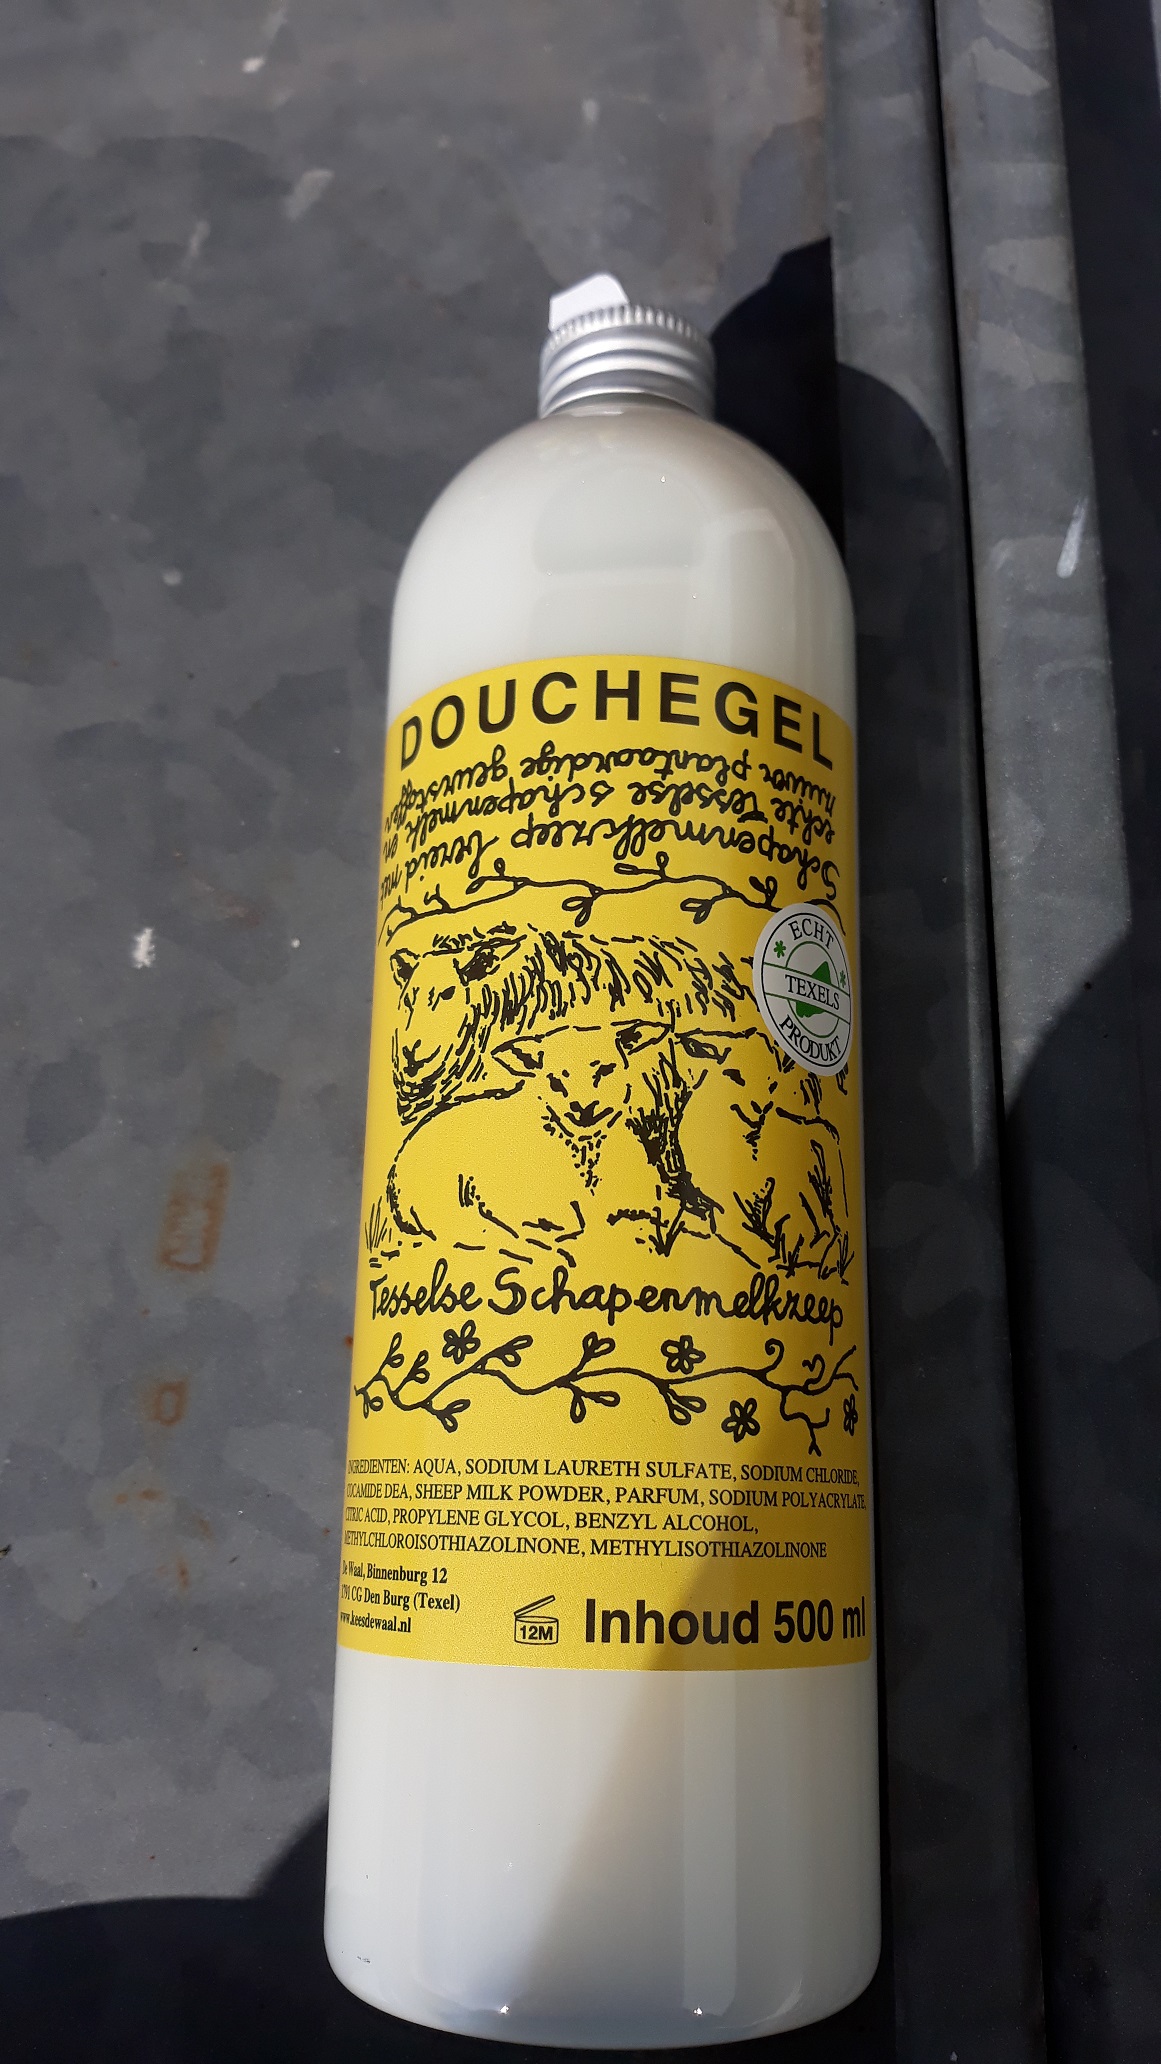 DOUCHEGEL
Schapenmelkzeep bereid met
echte Tesselse schapenmelk en
zuiver plantaardige geurstoffen
ECHT
TEXELS
PRODUKT
Tesselse Schapenmelkzeep
INGREDIENTEN: AQUA, SODIUM LAURETH SULFATE, SODIUM CHLORIDE,
COCAMIDE DEA, SHEEP MILK POWDER, PARFUM, SODIUM POLYACRYLATE,
CITRIC ACID, PROPYLENE GLYCOL, BENZYL ALCOHOL,
METHYLCHLOROISOTHIAZOLINONE, METHYLISOTHIAZOLINONE
De Waal, Binnenburg 12
1791 CG Den Burg (Texel)
www.keesdewaal.nl
12M
Inhoud 500 ml